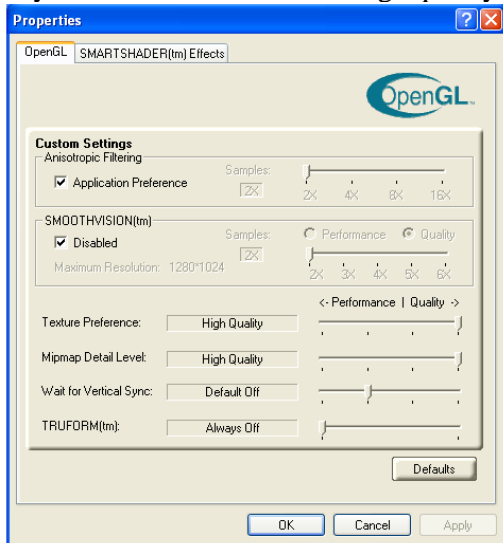 Properties
OpenGL SMARTSHADER(tm) Effects
OpenGL
Custom Settings
Anisotropic Filtering
Application Preference
Samples:
2X
2X 4X 8X 16X
SMOOTHVISION(tm)
Disabled
Samples:
2X
Performance Quality
Maximum Resolution: 1280*1024
2X 3X 4X 5X 6X
<- Performance | Quality ->
Texture Preference: High Quality
Mipmap Detail Level: High Quality
Wait for Vertical Sync: Default Off
TRUFORM(tm): Always Off
Defaults
OK Cancel Apply